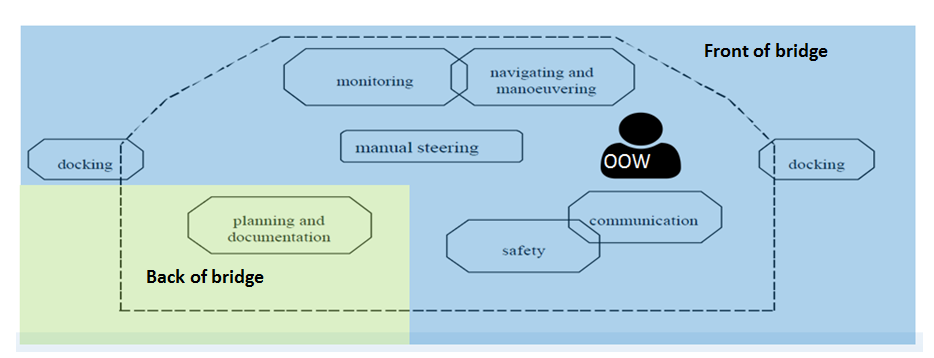 Front of bridge
monitoring
navigating and
manoeuvering
manual steering
OOW
docking
docking
planning and
documentation
communication
safety
Back of bridge